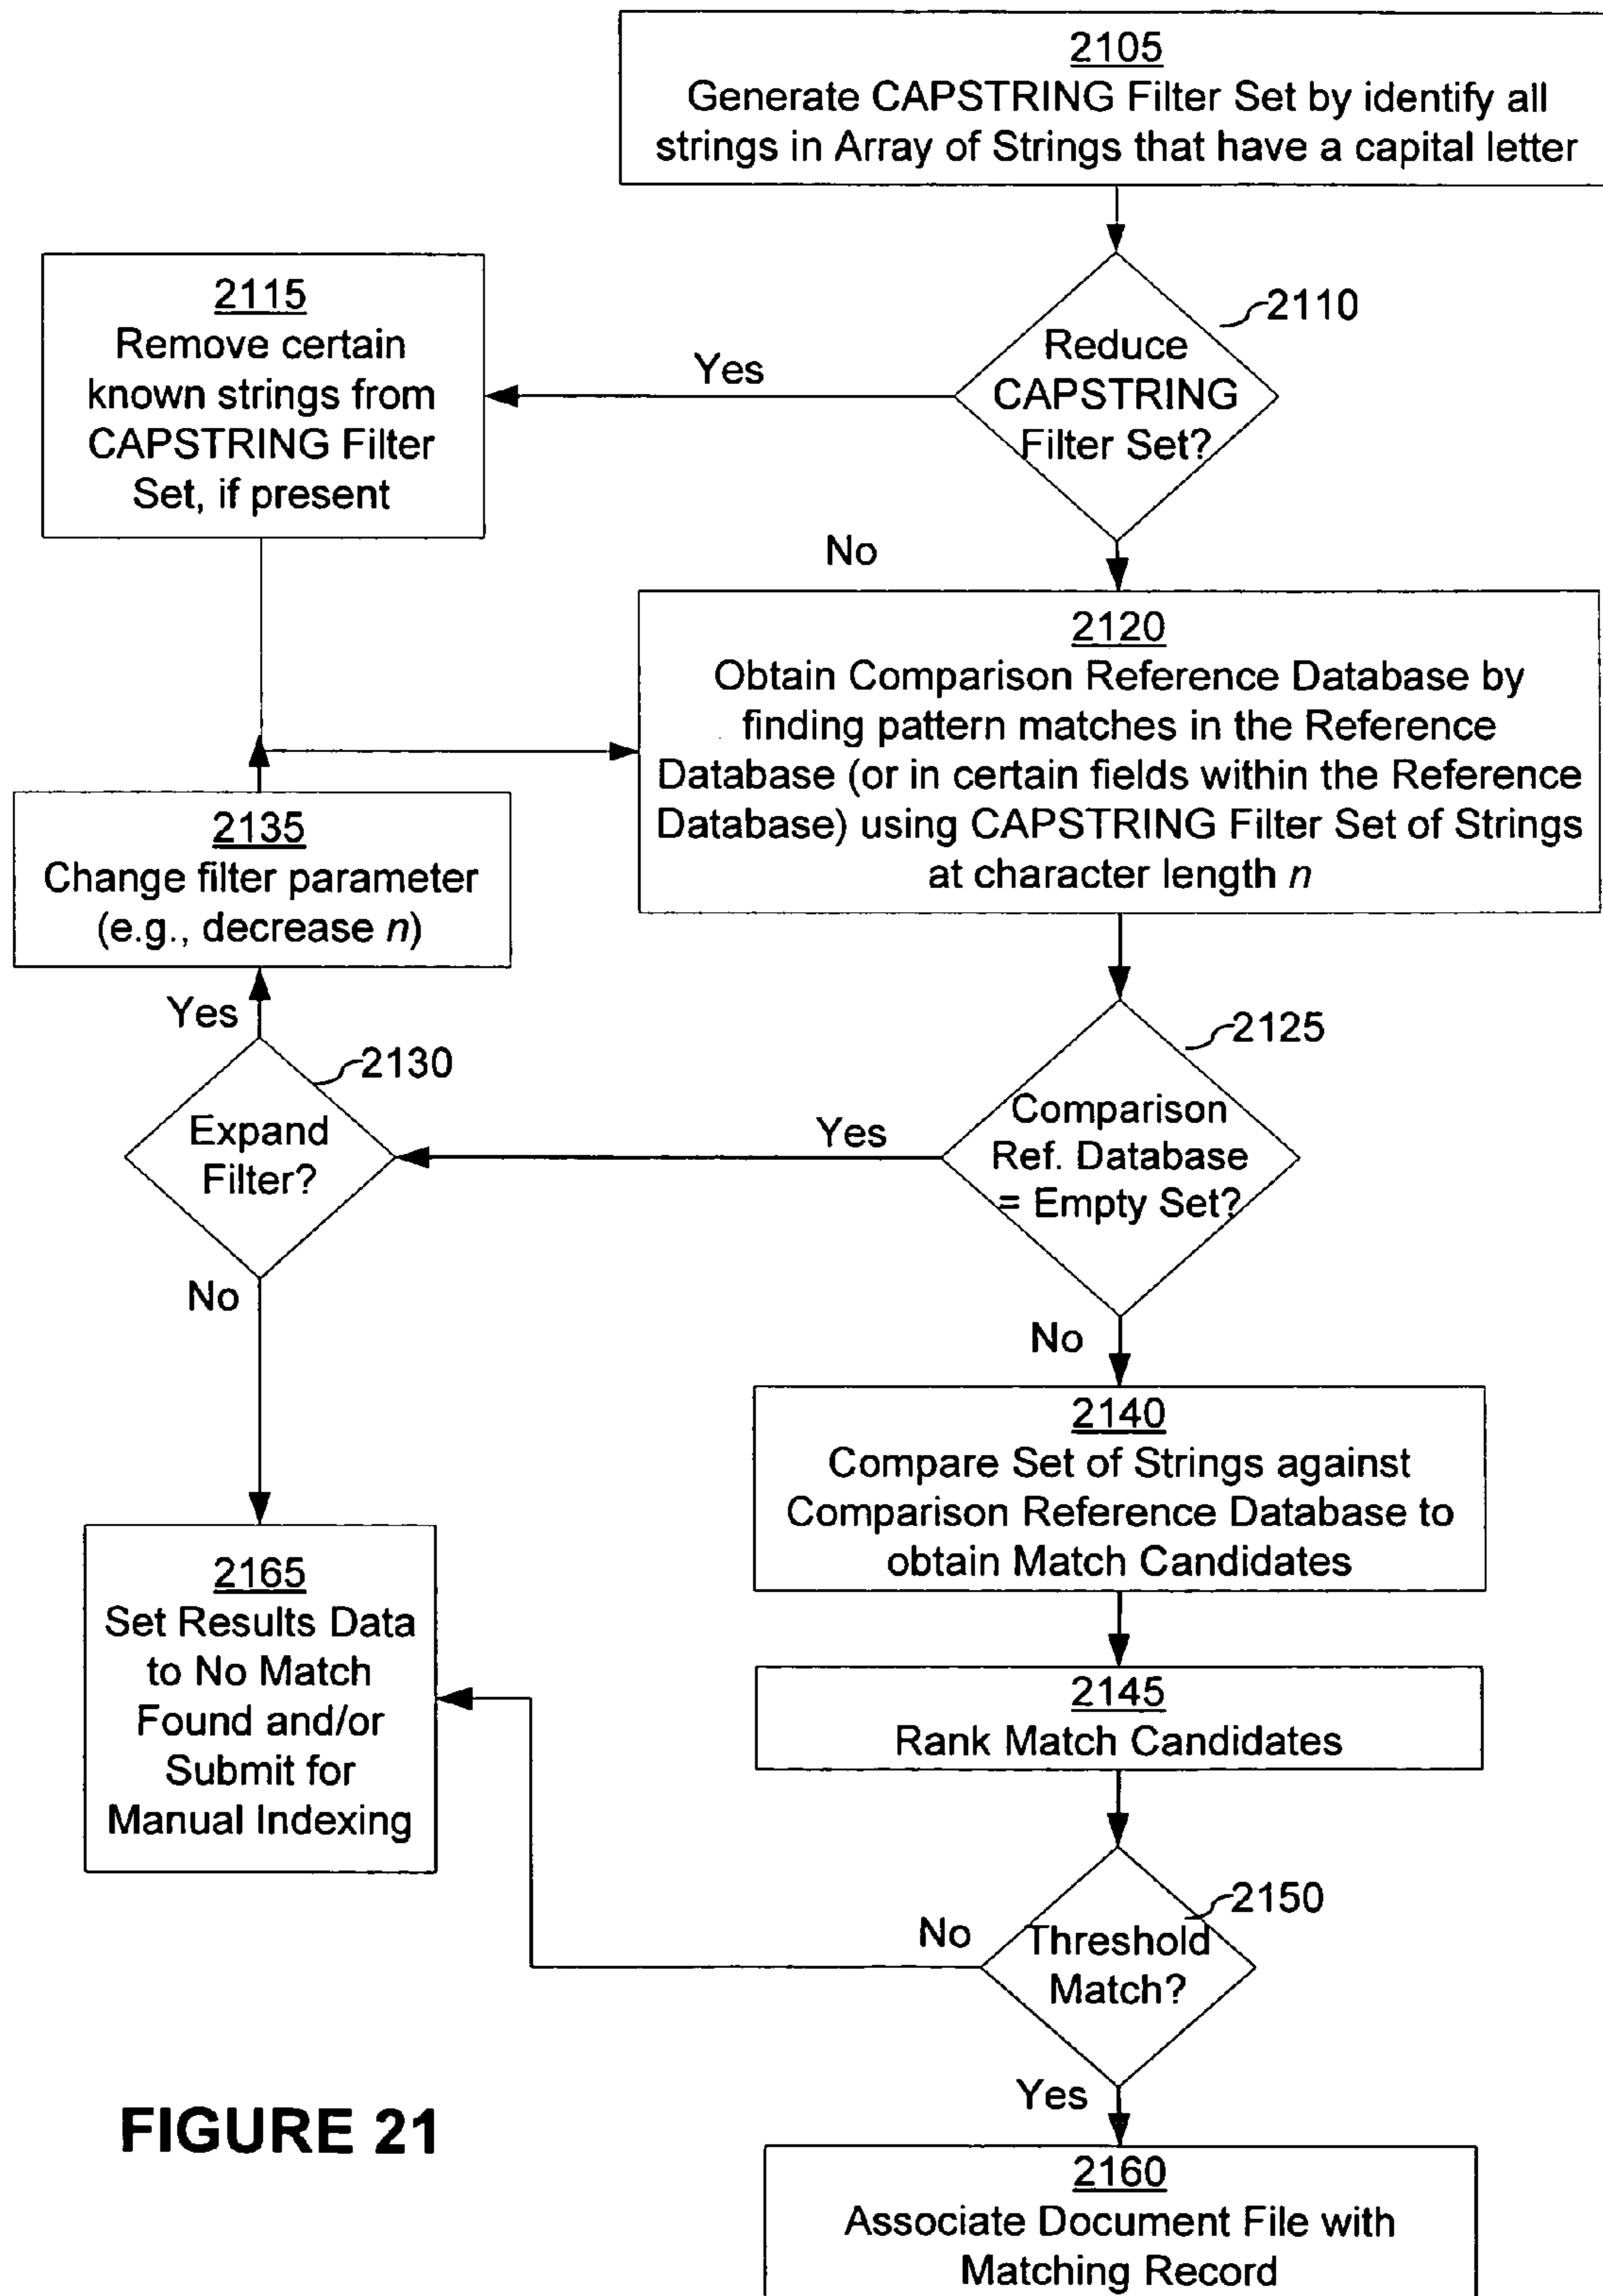 2105
Generate CAPSTRING Filter Set by identify all
strings in Array of Strings that have a capital letter
2110
Reduce
CAPSTRING
Filter Set?
Yes
2115
Remove certain
known strings from
CAPSTRING Filter
Set, if present
No
2120
Obtain Comparison Reference Database by
finding pattern matches in the Reference
Database (or in certain fields within the Reference
Database) using CAPSTRING Filter Set of Strings
at character length n
2135
Change filter parameter
(e.g., decrease n)
Yes
2130
Expand
Filter?
No
2125
Comparison
Ref. Database
= Empty Set?
Yes
No
2140
Compare Set of Strings against
Comparison Reference Database to
obtain Match Candidates
2165
Set Results Data
to No Match
Found and/or
Submit for
Manual Indexing
2145
Rank Match Candidates
2150
Threshold
Match?
No
Yes
2160
Associate Document File with
Matching Record
FIGURE 21